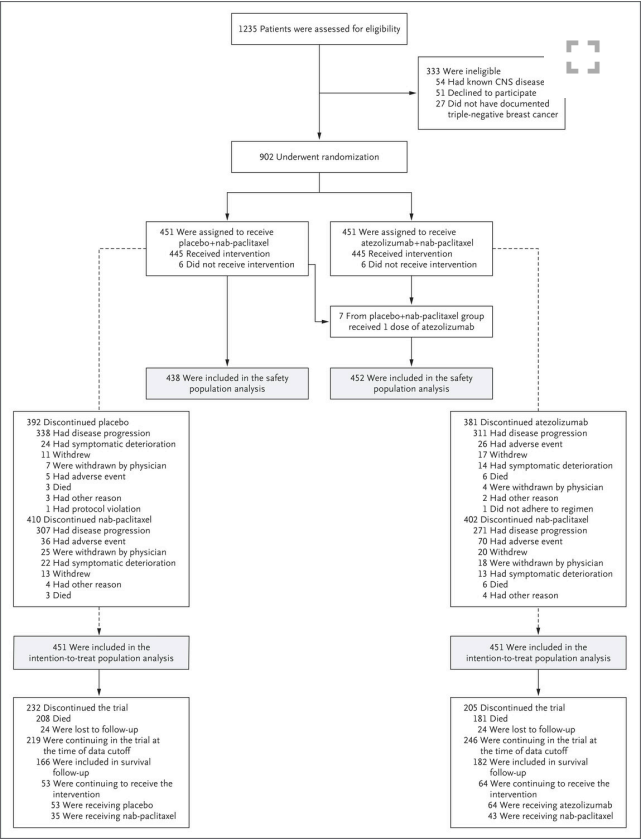 1235 Patients were assessed for eligibility
333 Were ineligible
54 Had known CNS disease
51 Declined to participate
27 Did not have documented
triple-negative breast cancer
902 Underwent randomization
451 Were assigned to receive
placebo+nab-paclitaxel
445 Received intervention
6 Did not receive intervention
451 Were assigned to receive
atezolizumab+nab-paclitaxel
445 Received intervention
6 Did not receive intervention
7 From placebo+nab-paclitaxel group
received 1 dose of atezolizumab
438 Were included in the safety
population analysis
452 Were included in the safety
population analysis
392 Discontinued placebo
338 Had disease progression
24 Had symptomatic deterioration
11 Withdrew
7 Were withdrawn by physician
5 Had adverse event
3 Died
3 Had other reason
1 Had protocol violation
410 Discontinued nab-paclitaxel
307 Had disease progression
36 Had adverse event
25 Were withdrawn by physician
22 Had symptomatic deterioration
13 Withdrew
4 Had other reason
3 Died
381 Discontinued atezolizumab
311 Had disease progression
26 Had adverse event
17 Withdrew
14 Had symptomatic deterioration
6 Died
4 Were withdrawn by physician
2 Had other reason
1 Did not adhere to regimen
402 Discontinued nab-paclitaxel
271 Had disease progression
70 Had adverse event
20 Withdrew
18 Were withdrawn by physician
13 Had symptomatic deterioration
6 Died
4 Had other reason
451 Were included in the
intention-to-treat population analysis
451 Were included in the
intention-to-treat population analysis
232 Discontinued the trial
208 Died
24 Were lost to follow-up
219 Were continuing in the trial at
the time of data cutoff
166 Were included in survival
follow-up
53 Were continuing to receive the
intervention
53 Were receiving placebo
35 Were receiving nab-paclitaxel
205 Discontinued the trial
181 Died
24 Were lost to follow-up
246 Were continuing in the trial at
the time of data cutoff
182 Were included in survival
follow-up
64 Were continuing to receive the
intervention
64 Were receiving atezolizumab
43 Were receiving nab-paclitaxel